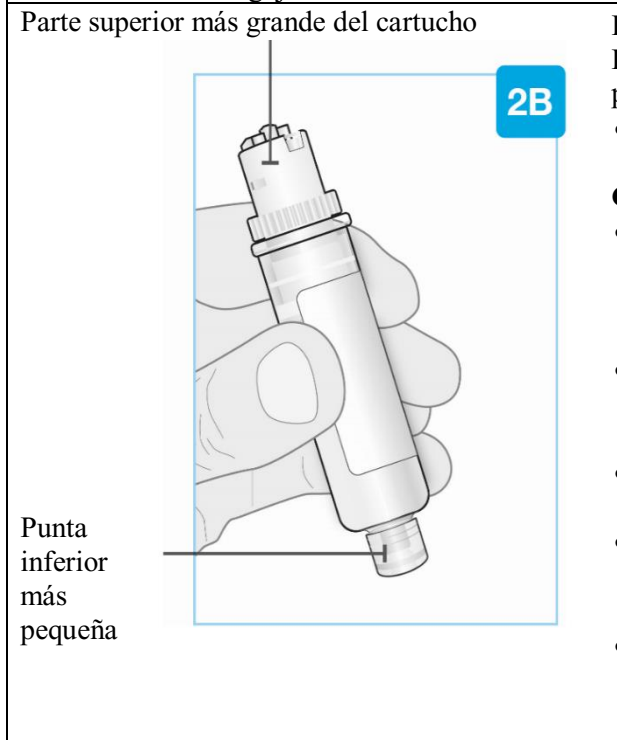 Parte superior más grande del cartucho
2B
Punta
inferior
más
pequeña